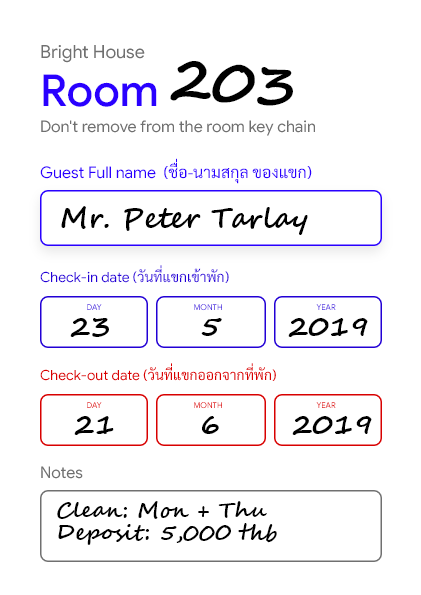 Bright House
Room 203
Don't remove from the room key chain
Guest Full name (ชื่อ-นามสกุล ของแขก)
Mr. Peter Tarlay
Check-in date (วันที่แขกเข้าพัก)
DAY MONTH YEAR
23 5 2019
Check-out date (วันที่แขกออกจากที่พัก)
DAY MONTH YEAR
21 6 2019
Notes
Clean: Mon + Thu
Deposit: 5,000 thb